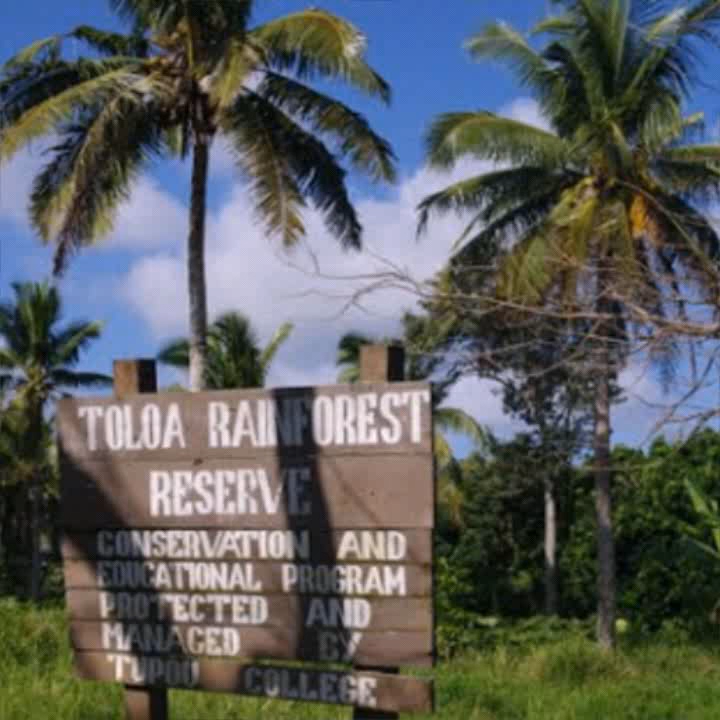 TOLOA RAINFOREST
RESERVE
CONSERVATION AND
EDUCATIONAL PROGRAM
PROTECTED AND
MANAGED BY
TUPOU COLLEGE